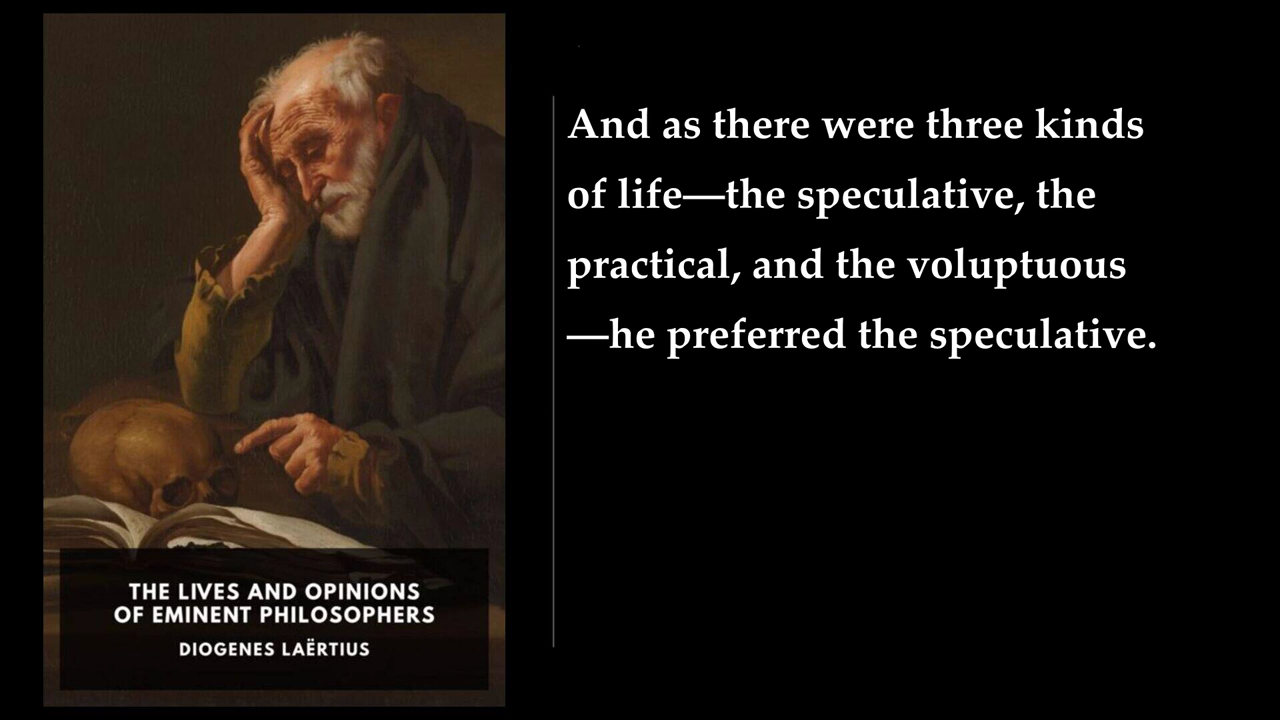 THE LIVES AND OPINIONS
OF EMINENT PHILOSOPHERS
DIOGENES LAËRTIUS
And as there were three kinds
of life—the speculative, the
practical, and the voluptuous
—he preferred the speculative.